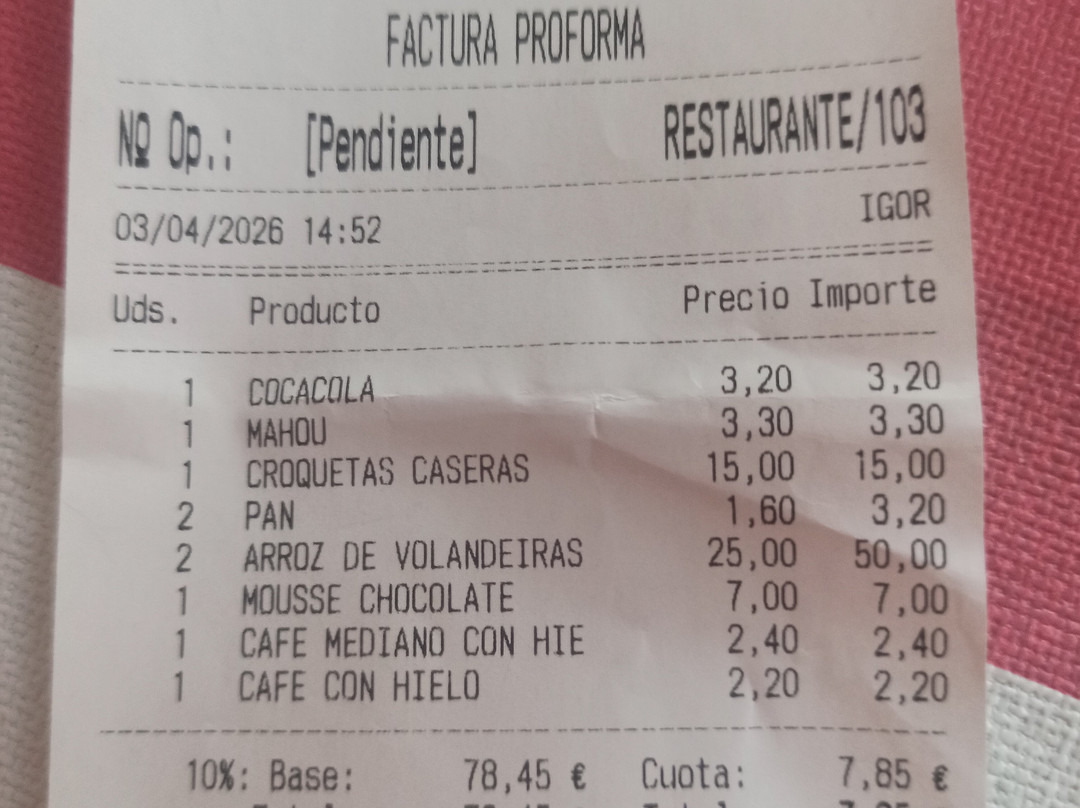 FACTURA PROFORMA
Nº Op.: [Pendiente] RESTAURANTE/103
03/04/2026 14:52 IGOR
Uds. Producto Precio Importe
1 COCACOLA 3,20 3,20
1 MAHOU 3,30 3,30
1 CROQUETAS CASERAS 15,00 15,00
2 PAN 1,60 3,20
2 ARROZ DE VOLANDEIRAS 25,00 50,00
1 MOUSSE CHOCOLATE 7,00 7,00
1 CAFE MEDIANO CON HIE 2,40 2,40
1 CAFE CON HIELO 2,20 2,20
10%: Base: 78,45 € Cuota: 7,85 €